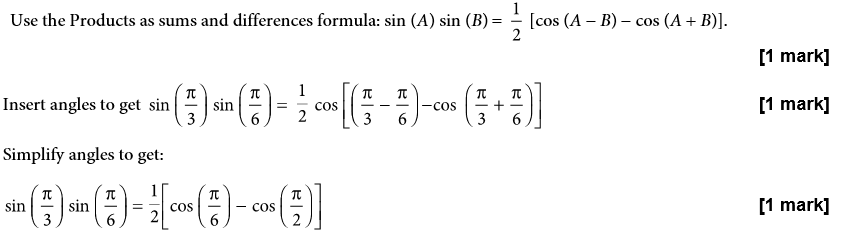 Use the Products as sums and differences formula: sin (A) sin (B) = 1/2 [cos (A – B) – cos (A + B)].
[1 mark]
Insert angles to get sin (π/3) sin (π/6) = 1/2 cos [(π/3 – π/6) –cos (π/3 + π/6)] [1 mark]
Simplify angles to get:
sin (π/3) sin (π/6) = 1/2 [cos (π/6) – cos (π/2)] [1 mark]